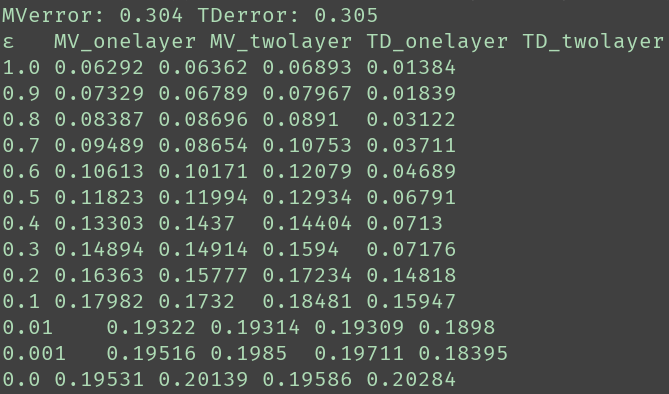 MVerror: 0.304 TDerror: 0.305
ε MV_onelayer MV_twolayer TD_onelayer TD_twolayer
1.0 0.06292 0.06362 0.06893 0.01384
0.9 0.07329 0.06789 0.07967 0.01839
0.8 0.08387 0.08696 0.0891 0.03122
0.7 0.09489 0.08654 0.10753 0.03711
0.6 0.10613 0.10171 0.12079 0.04689
0.5 0.11823 0.11994 0.12934 0.06791
0.4 0.13303 0.1437 0.14404 0.0713
0.3 0.14894 0.14914 0.1594 0.07176
0.2 0.16363 0.15777 0.17234 0.14818
0.1 0.17982 0.1732 0.18481 0.15947
0.01 0.19322 0.19314 0.19309 0.1898
0.001 0.19516 0.1985 0.19711 0.18395
0.0 0.19531 0.20139 0.19586 0.20284